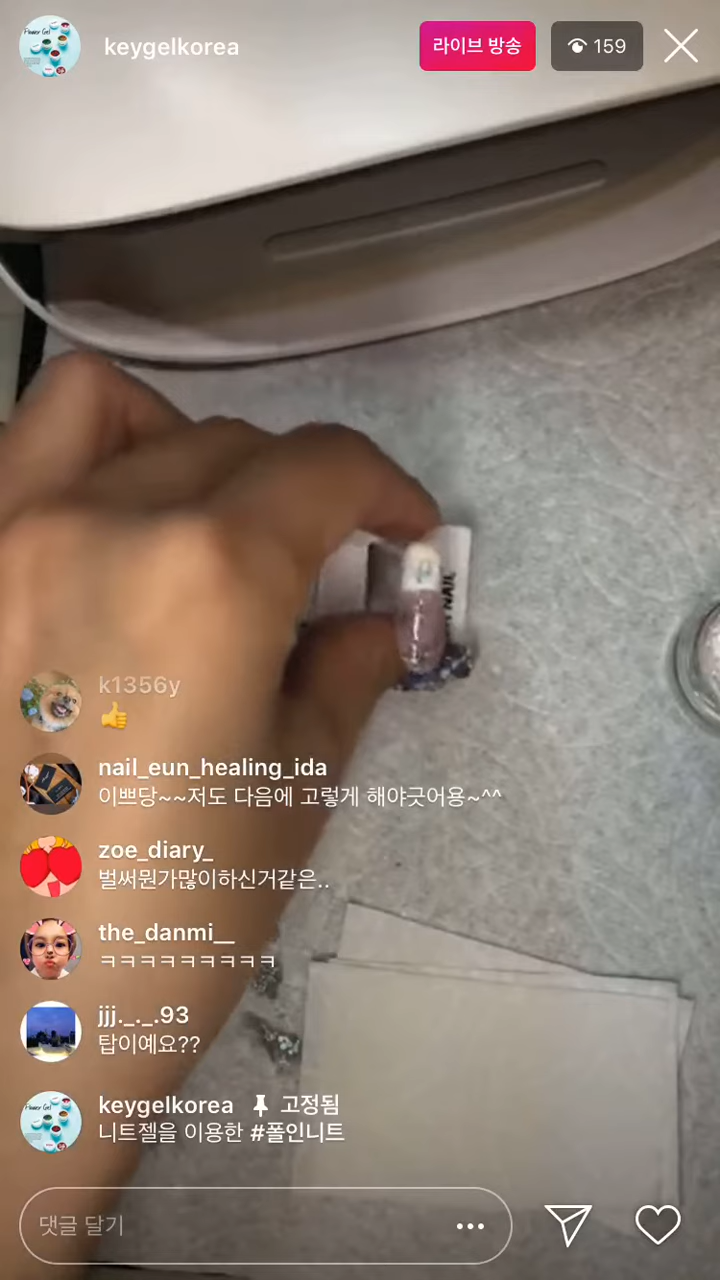 keygelkorea
라이브 방송
159
k1356y
👍
nail_eun_healing_ida
이쁘당~~저도 다음에 고렇게 해야긋어용~^^
zoe_diary_
벌써뭔가많이하신거같은..
the_danmi__
ㅋㅋㅋㅋㅋㅋㅋㅋㅋ
jjj._._.93
탑이예요??
keygelkorea 고정됨
니트젤을 이용한 #폴인니트
댓글 달기
NAIL